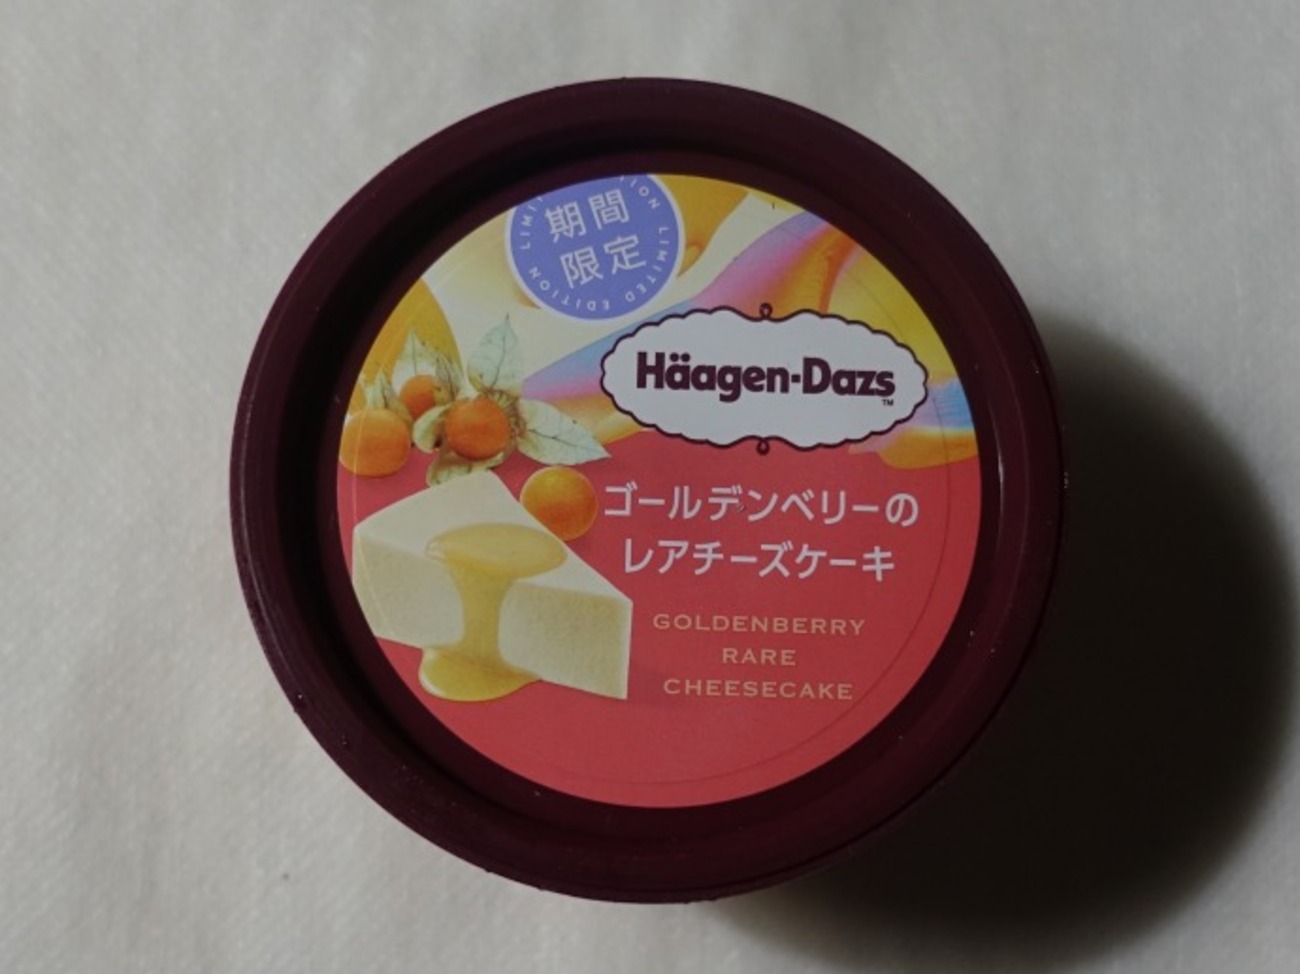 LIMITED EDITION
期間
限定
LIMITED EDITION
Häagen-Dazs
TM
ゴールデンベリーの
レアチーズケーキ
GOLDENBERRY
RARE
CHEESECAKE